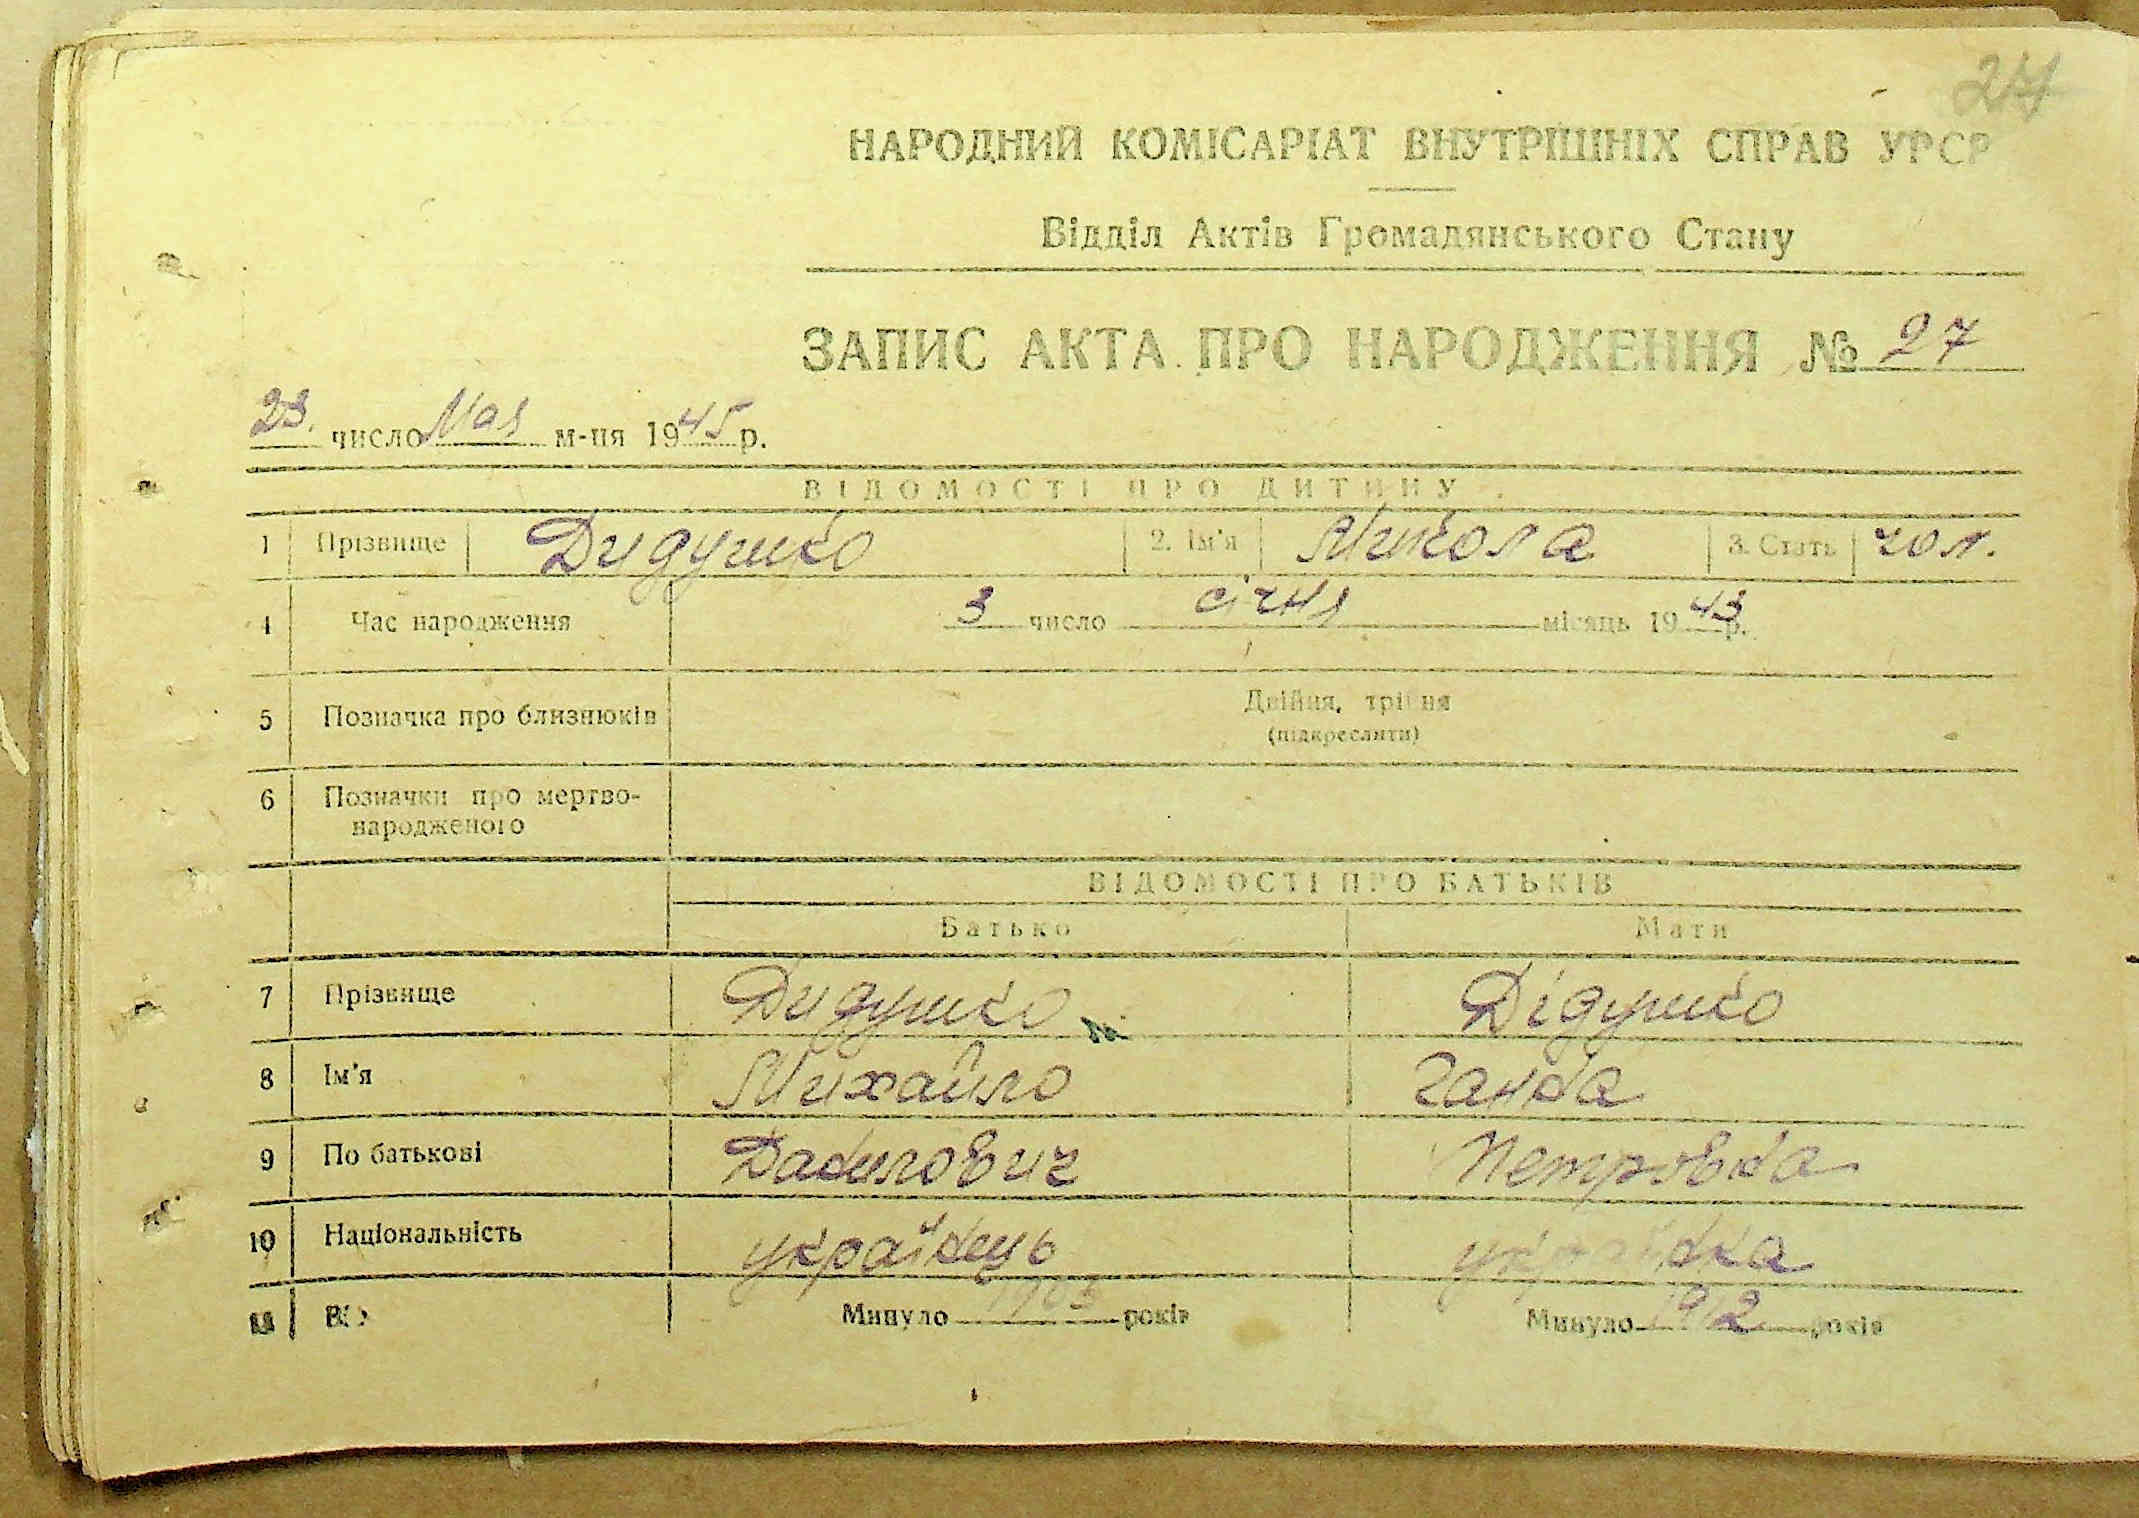 27
НАРОДНИЙ КОМІСАРІАТ ВНУТРІШНІХ СПРАВ УРСР
Відділ Актів Громадянського Стану
ЗАПИС АКТА ПРО НАРОДЖЕННЯ № 27
23. число Мая м-ця 1945 р.
ВІДОМОСТІ ПРО ДИТИНУ
1 Прізвище Дидушко 2. Ім'я Микола 3. Стать чол.
4 Час народження 3 число січня місяць 1943 р.
5 Позначка про близнюків Двійня, трійня
(підкреслити)
6 Позначки про мертво-
народженого
ВІДОМОСТІ ПРО БАТЬКІВ
Батько Мати
7 Прізвище Дидушко Дідушко
8 Ім'я Михайло Ганна
9 По батькові Данилович Петровна
10 Національність українець українка
11 Вік Минуло 1903 років Минуло 1912 років